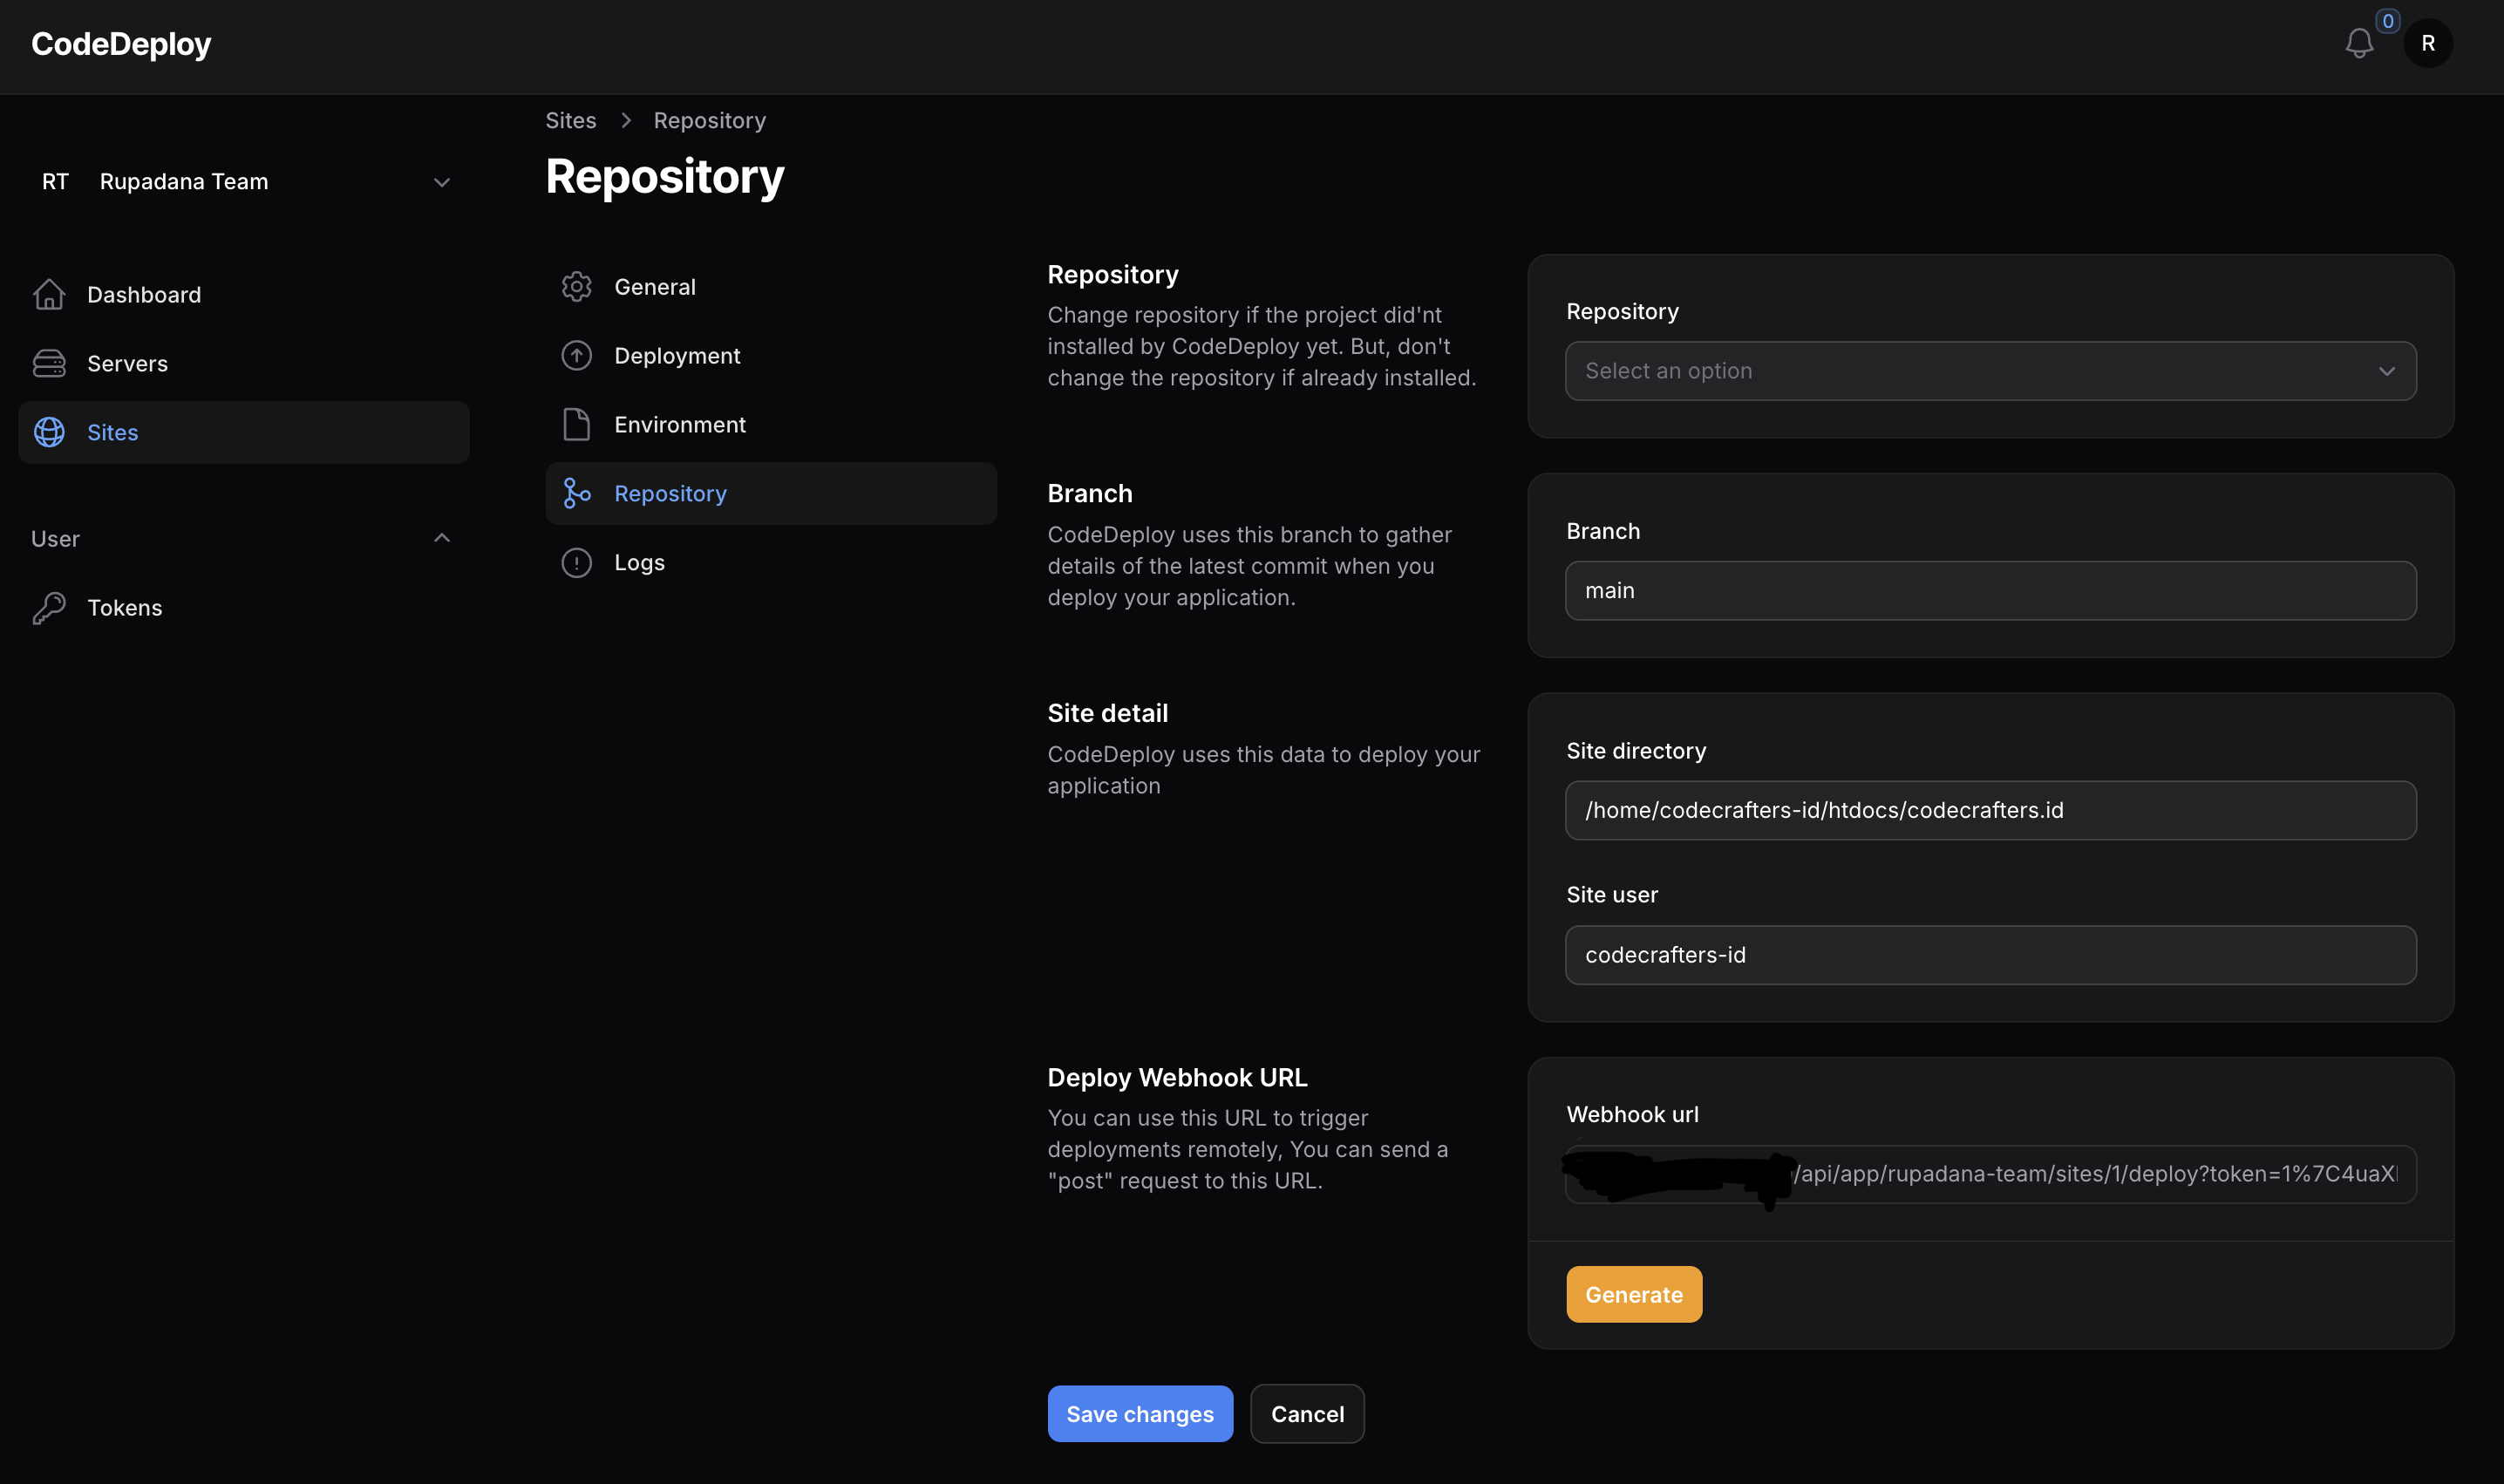 CodeDeploy
0
R
RT Rupadana Team
Dashboard
Servers
Sites
User
Tokens
Sites > Repository
Repository
General
Deployment
Environment
Repository
Logs
Repository
Change repository if the project did'nt
installed by CodeDeploy yet. But, don't
change the repository if already installed.
Repository
Select an option
Branch
CodeDeploy uses this branch to gather
details of the latest commit when you
deploy your application.
Branch
main
Site detail
CodeDeploy uses this data to deploy your
application
Site directory
/home/codecrafters-id/htdocs/codecrafters.id
Site user
codecrafters-id
Deploy Webhook URL
You can use this URL to trigger
deployments remotely, You can send a
"post" request to this URL.
Webhook url
/api/app/rupadana-team/sites/1/deploy?token=1%7C4uaX
Generate
Save changes
Cancel